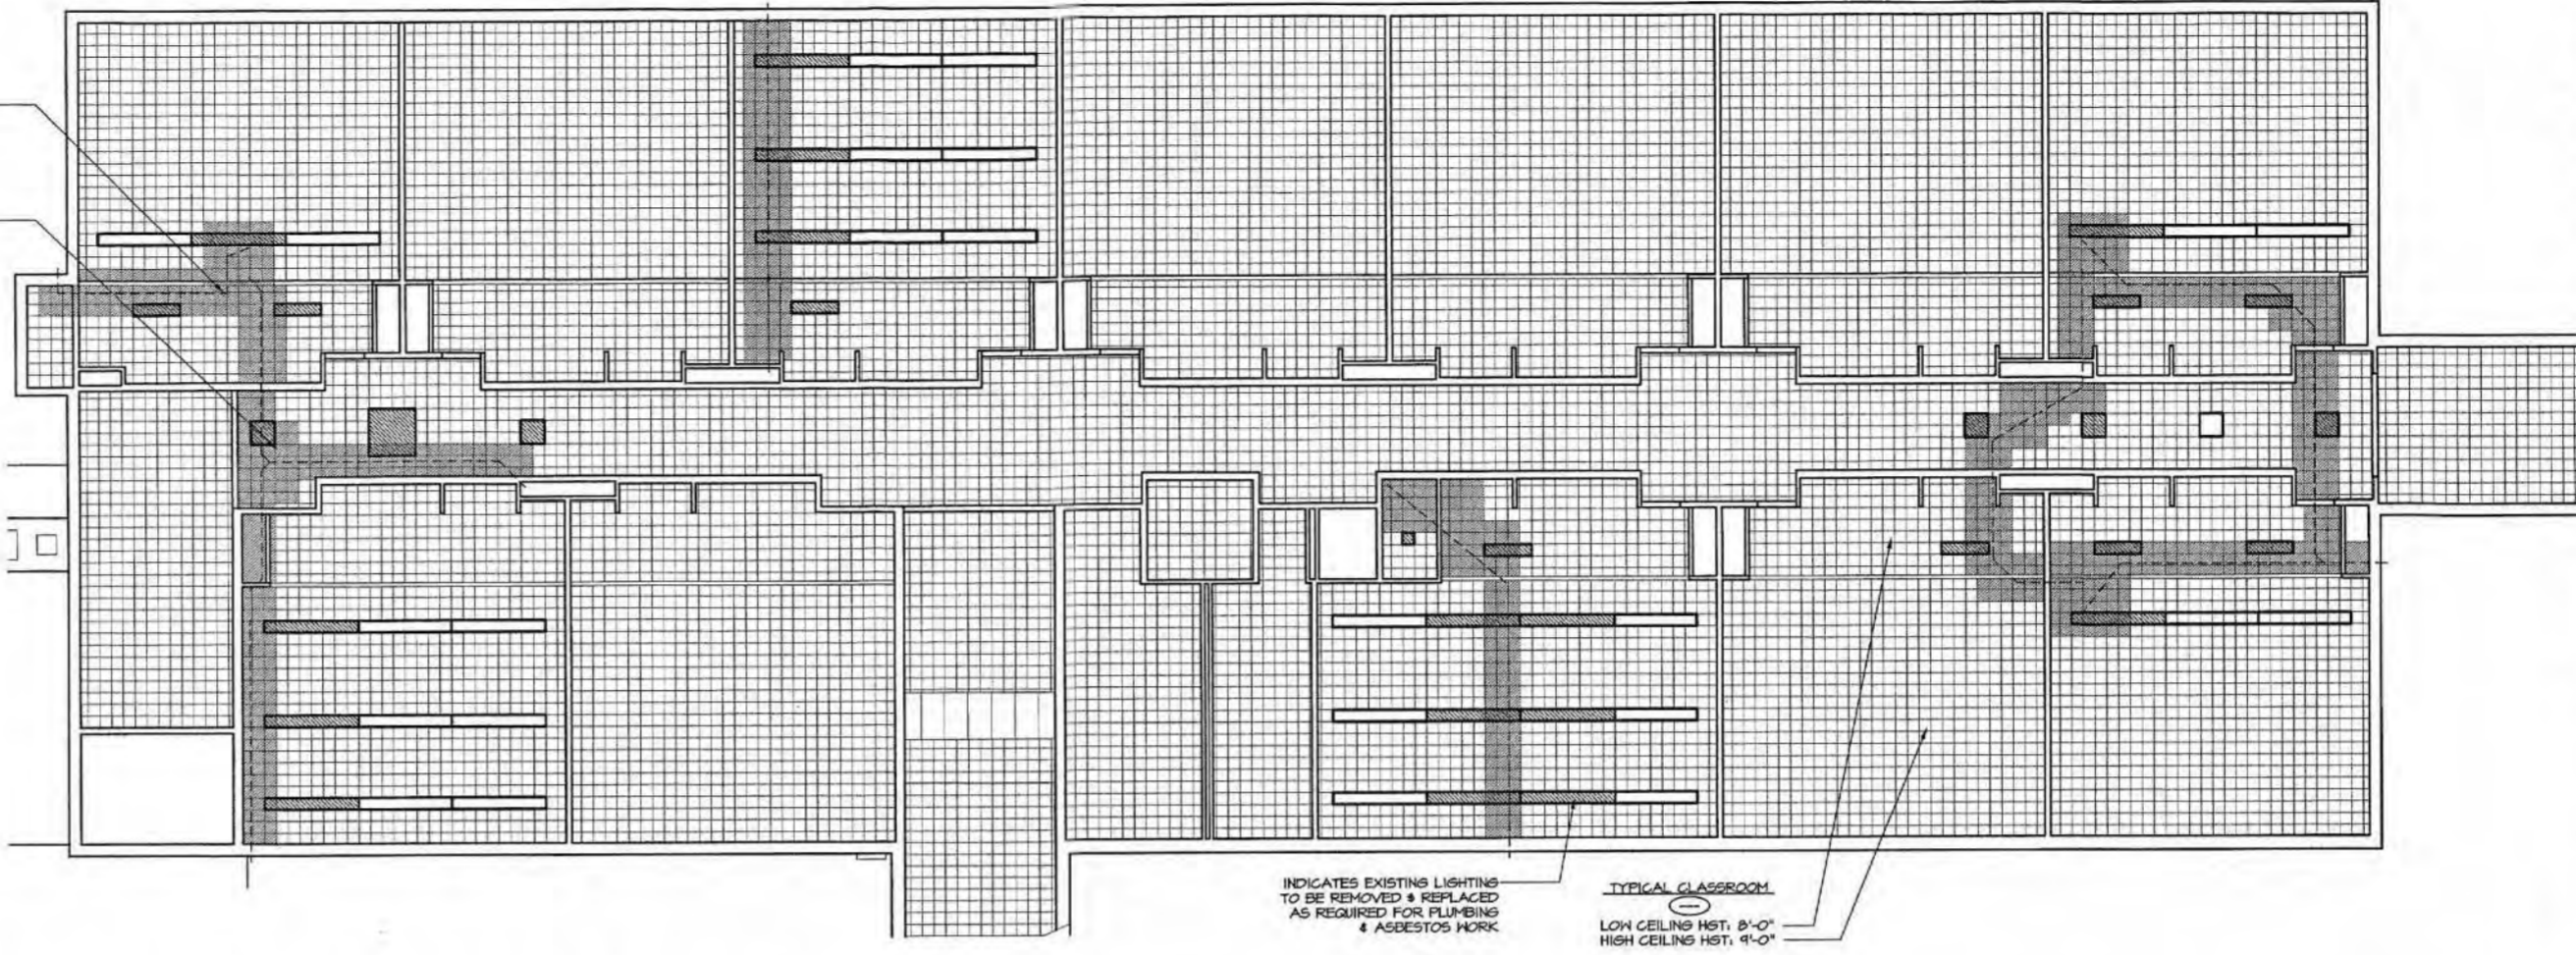 INDICATES EXISTING LIGHTING
TO BE REMOVED & REPLACED
AS REQUIRED FOR PLUMBING
& ASBESTOS WORK
TYPICAL CLASSROOM
LOW CEILING HGT: 8'-0"
HIGH CEILING HGT: 9'-0"